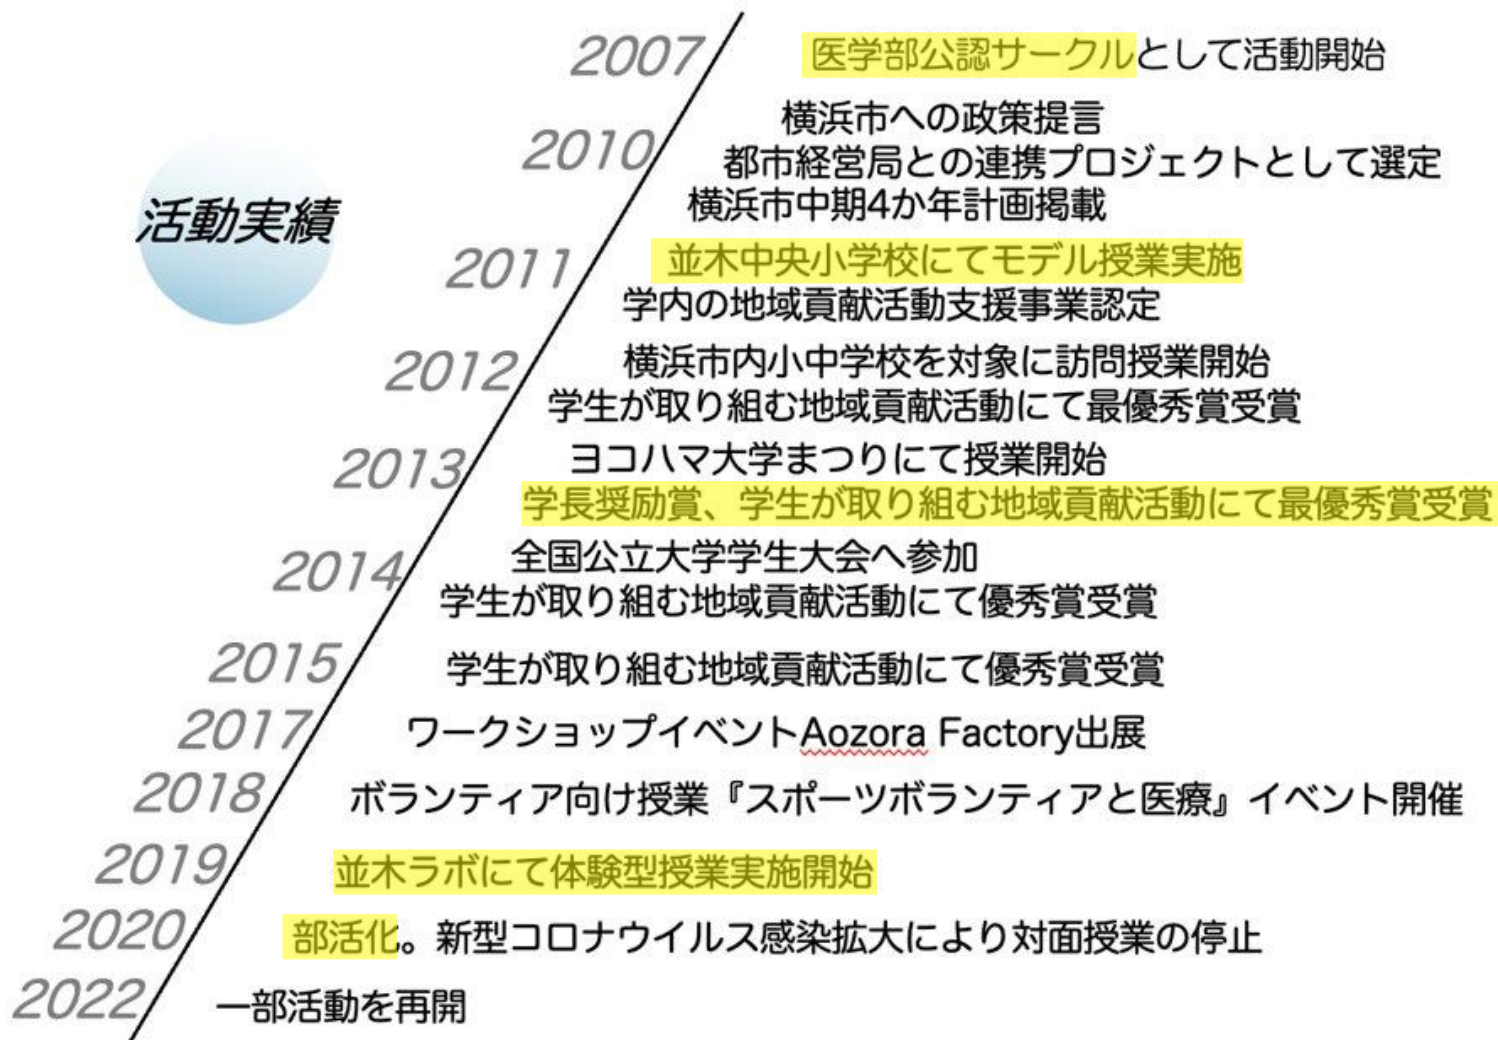 活動実績
2007
医学部公認サークルとして活動開始
2010
横浜市への政策提言
都市経営局との連携プロジェクトとして選定
横浜市中期4か年計画掲載
2011
並木中央小学校にてモデル授業実施
学内の地域貢献活動支援事業認定
2012
横浜市内小中学校を対象に訪問授業開始
学生が取り組む地域貢献活動にて最優秀賞受賞
2013
ヨコハマ大学まつりにて授業開始
学長奨励賞、学生が取り組む地域貢献活動にて最優秀賞受賞
2014
全国公立大学学生大会へ参加
学生が取り組む地域貢献活動にて優秀賞受賞
2015
学生が取り組む地域貢献活動にて優秀賞受賞
2017
ワークショップイベントAozora Factory出展
2018
ボランティア向け授業『スポーツボランティアと医療』イベント開催
2019
並木ラボにて体験型授業実施開始
2020
部活化。新型コロナウイルス感染拡大により対面授業の停止
2022
一部活動を再開